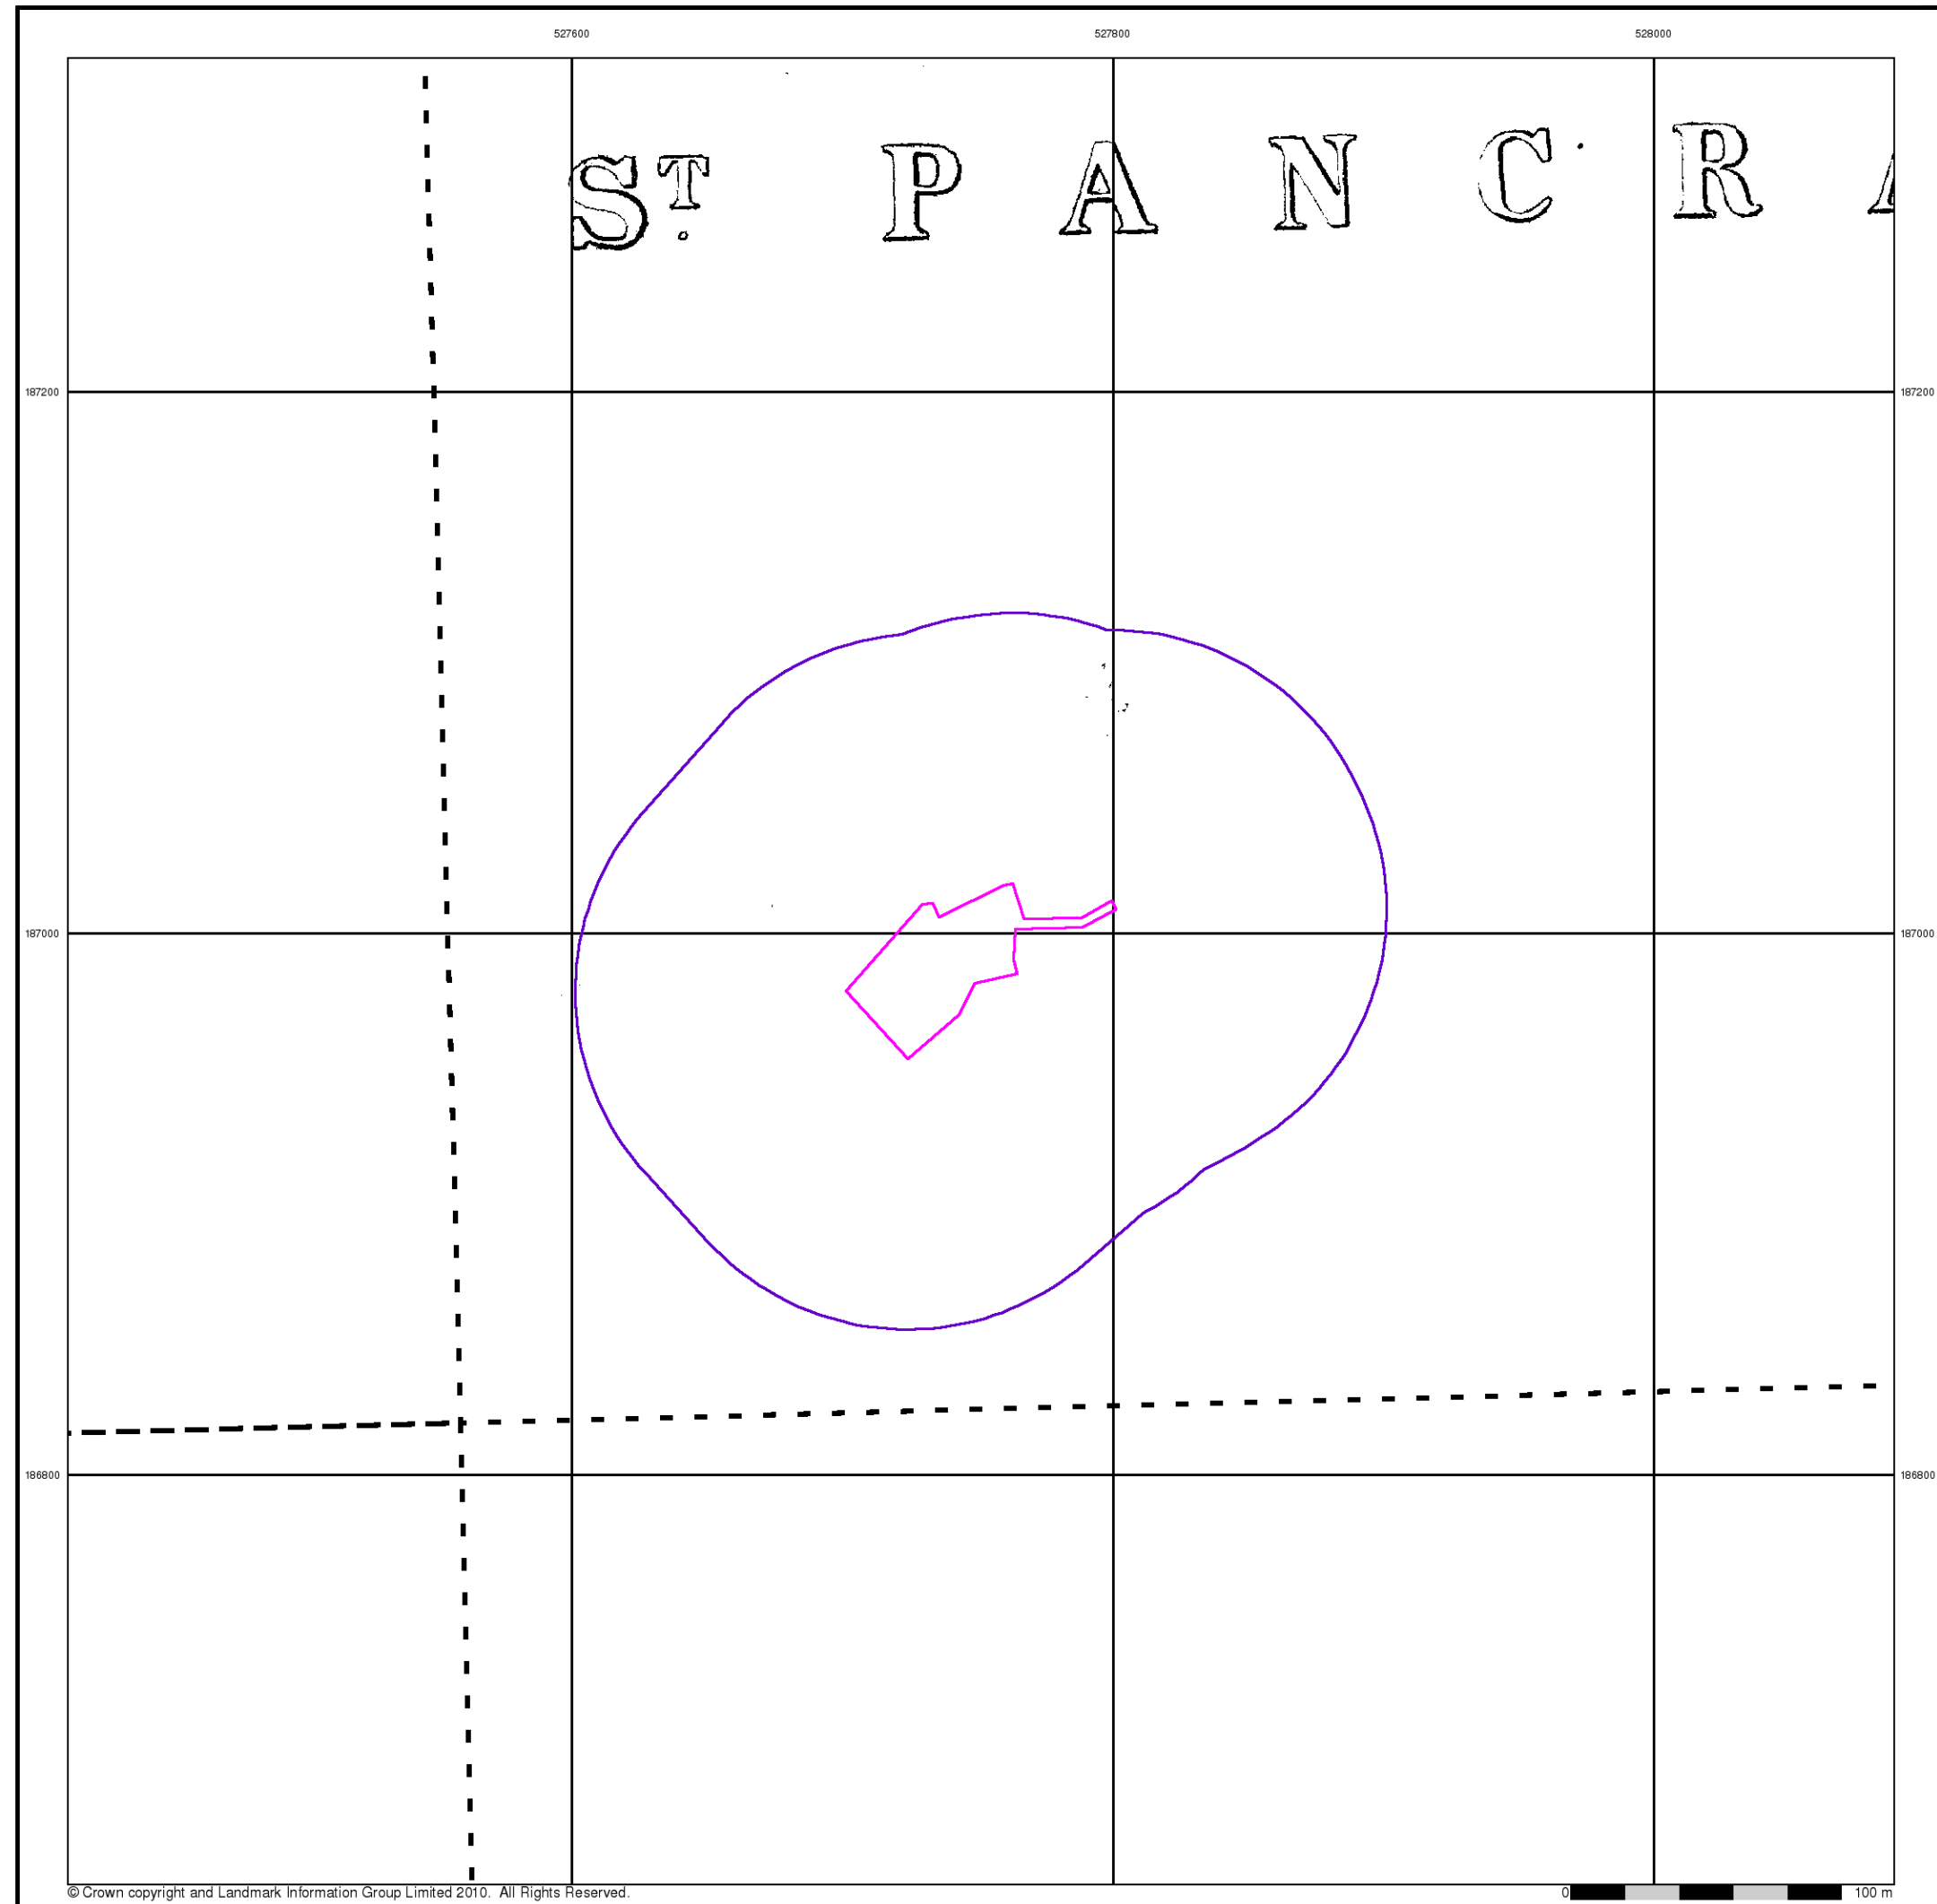 527600 527800 528000
St. PANCRA
187200 187200
187000 187000
186800 186800
© Crown copyright and Landmark Information Group Limited 2010. All Rights Reserved. 0 100 m